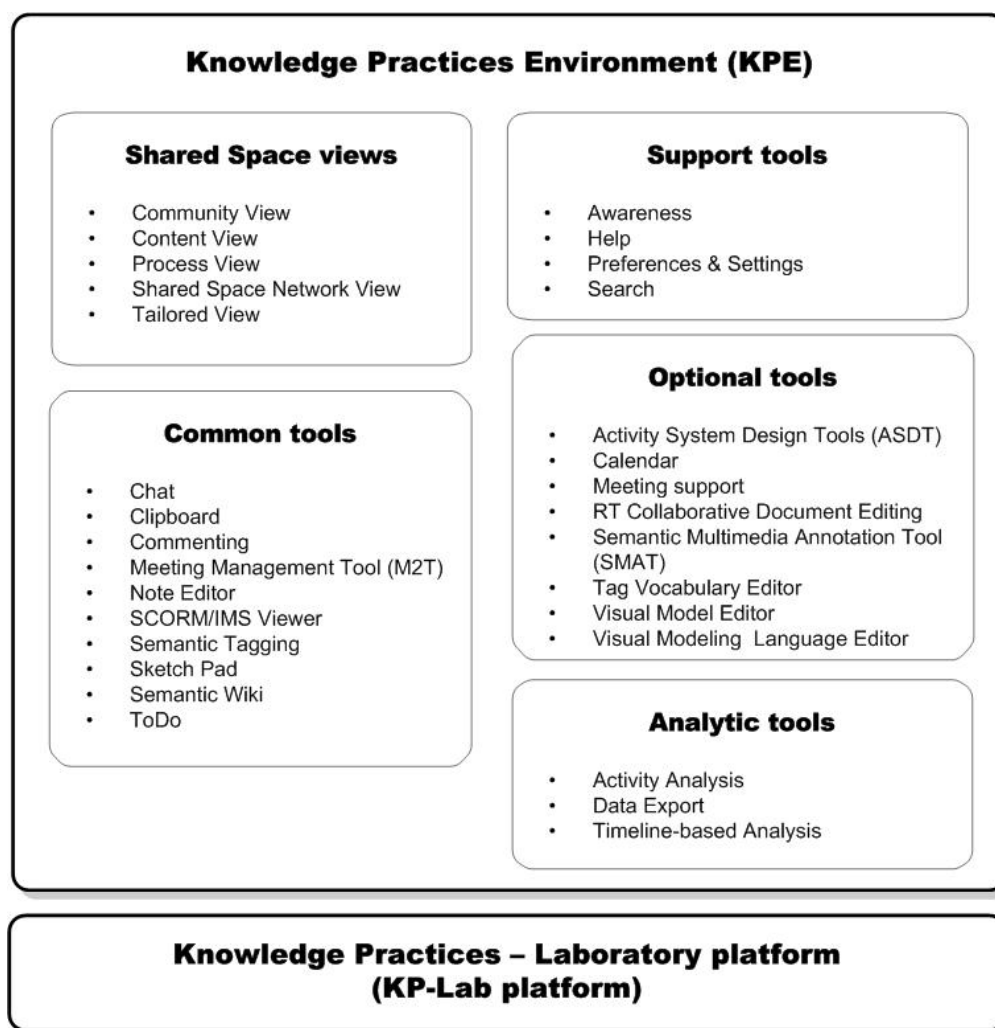 Knowledge Practices Environment (KPE)
Shared Space views
• Community View
• Content View
• Process View
• Shared Space Network View
• Tailored View
Common tools
• Chat
• Clipboard
• Commenting
• Meeting Management Tool (M2T)
• Note Editor
• SCORM/IMS Viewer
• Semantic Tagging
• Sketch Pad
• Semantic Wiki
• ToDo
Support tools
• Awareness
• Help
• Preferences & Settings
• Search
Optional tools
• Activity System Design Tools (ASDT)
• Calendar
• Meeting support
• RT Collaborative Document Editing
• Semantic Multimedia Annotation Tool
(SMAT)
• Tag Vocabulary Editor
• Visual Model Editor
• Visual Modeling Language Editor
Analytic tools
• Activity Analysis
• Data Export
• Timeline-based Analysis
Knowledge Practices – Laboratory platform
(KP-Lab platform)